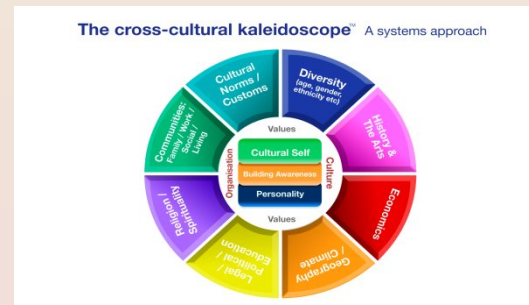 The cross-cultural kaleidoscope™ A systems approach
Cultural
Norms /
Customs
Diversity
(age, gender,
ethnicity etc)
History &
The Arts
Economics
Geography
/ Climate
Legal /
Political /
Education
Religion /
Spirituality
Communities:
Family / Work /
Social /
Living
Values
Organisation
Cultural Self
Building Awareness
Personality
Culture
Values